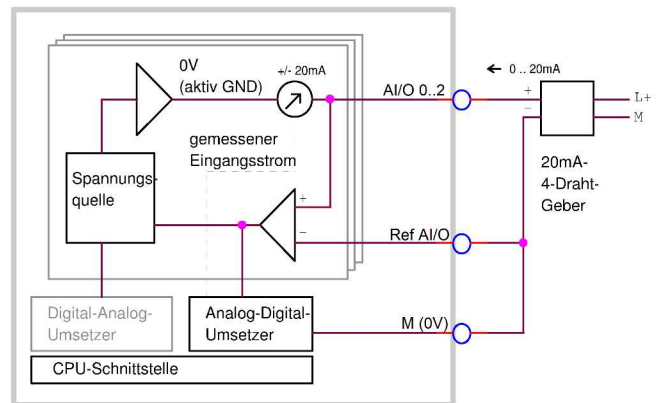 0V
(aktiv GND)
+/- 20mA
AI/O 0..2
0 .. 20mA
+
−
L+
M
gemessener
Eingangsstrom
20mA-
4-Draht-
Geber
Spannungs-
quelle
+
−
Ref AI/O
Digital-Analog-
Umsetzer
Analog-Digital-
Umsetzer
M (0V)
CPU-Schnittstelle